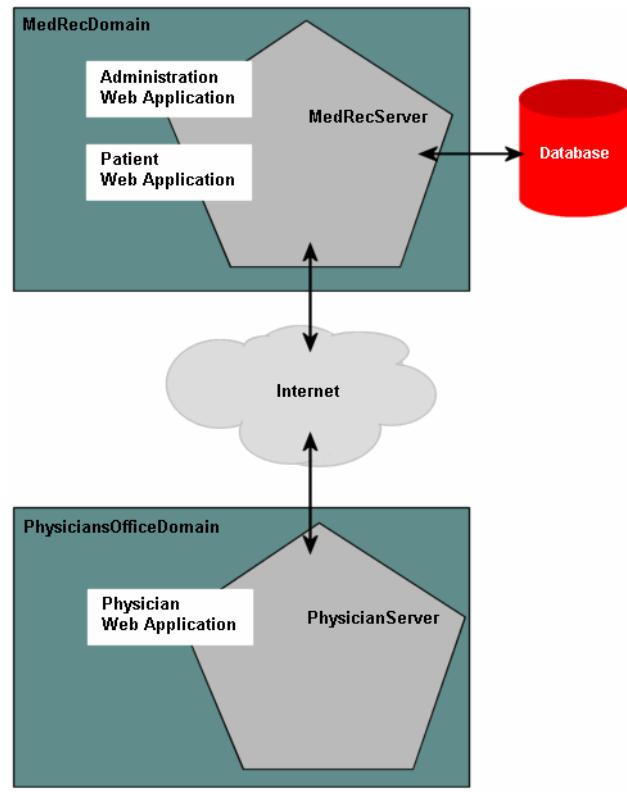 MedRecDomain
Administration
Web Application
MedRecServer
Patient
Web Application
Database
Internet
PhysiciansOfficeDomain
Physician
Web Application
PhysicianServer